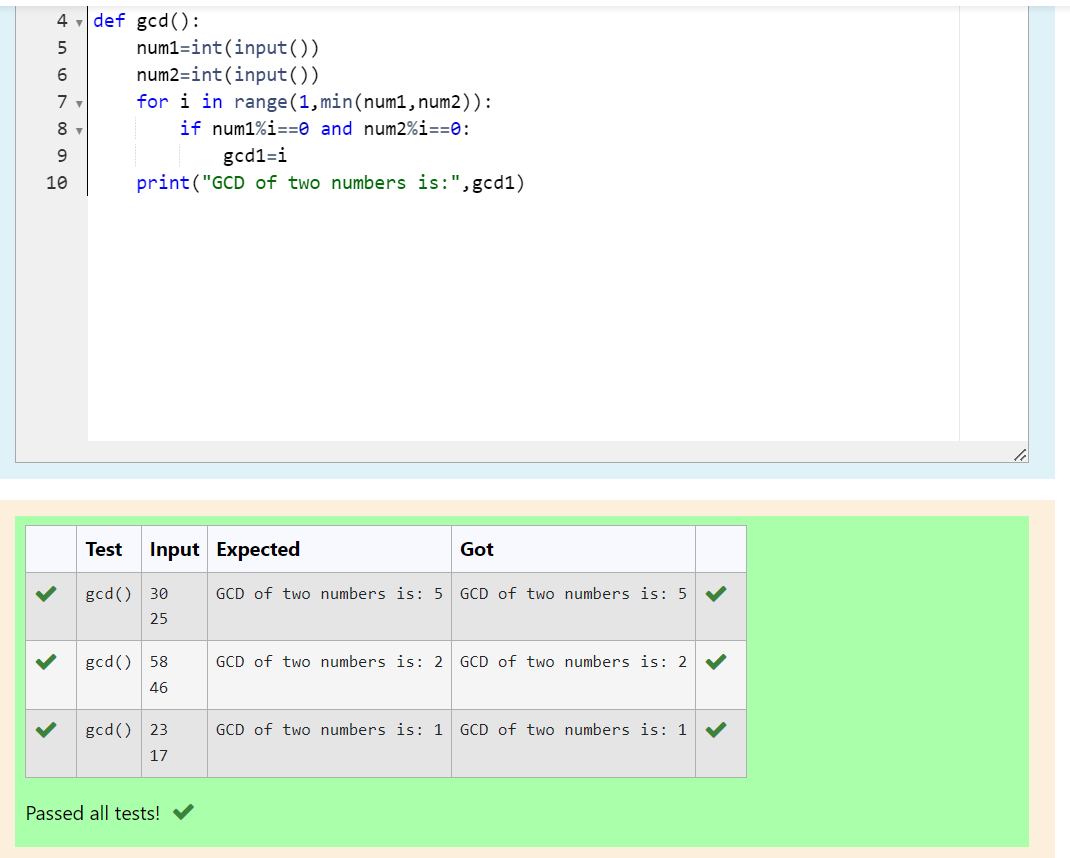 4 def gcd():
5     num1=int(input())
6     num2=int(input())
7     for i in range(1,min(num1,num2)):
8         if num1%i==0 and num2%i==0:
9             gcd1=i
10     print("GCD of two numbers is:",gcd1)
Test Input Expected Got
gcd() 30 GCD of two numbers is: 5 GCD of two numbers is: 5
25
gcd() 58 GCD of two numbers is: 2 GCD of two numbers is: 2
46
gcd() 23 GCD of two numbers is: 1 GCD of two numbers is: 1
17
Passed all tests!